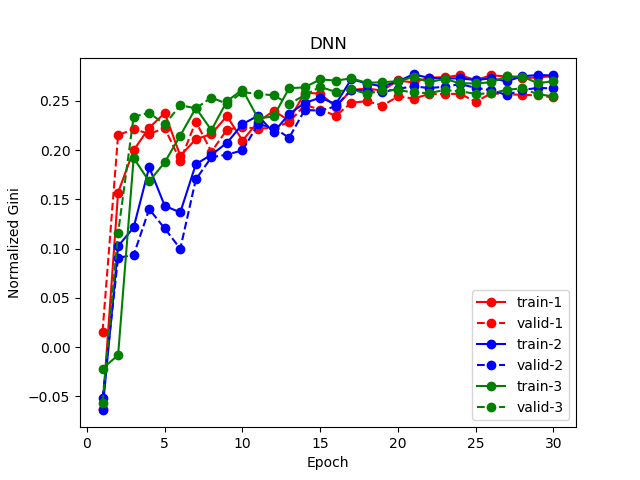 DNN
Normalized Gini
0.25
0.20
0.15
0.10
0.05
0.00
−0.05
0 5 10 15 20 25 30
Epoch
train-1
valid-1
train-2
valid-2
train-3
valid-3